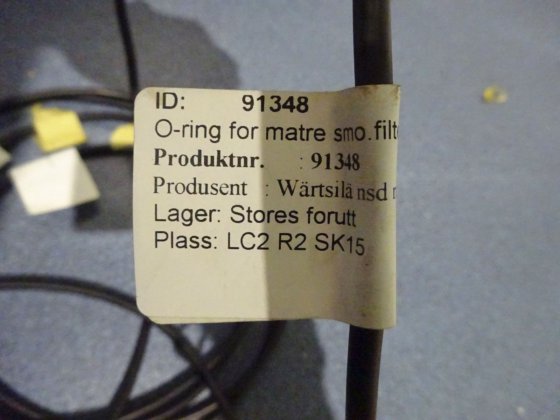 ID: 91348
O-ring for matre smo.filt
Produktnr. : 91348
Produsent : Wärtsilä nsd
Lager: Stores forutt
Plass: LC2 R2 SK15